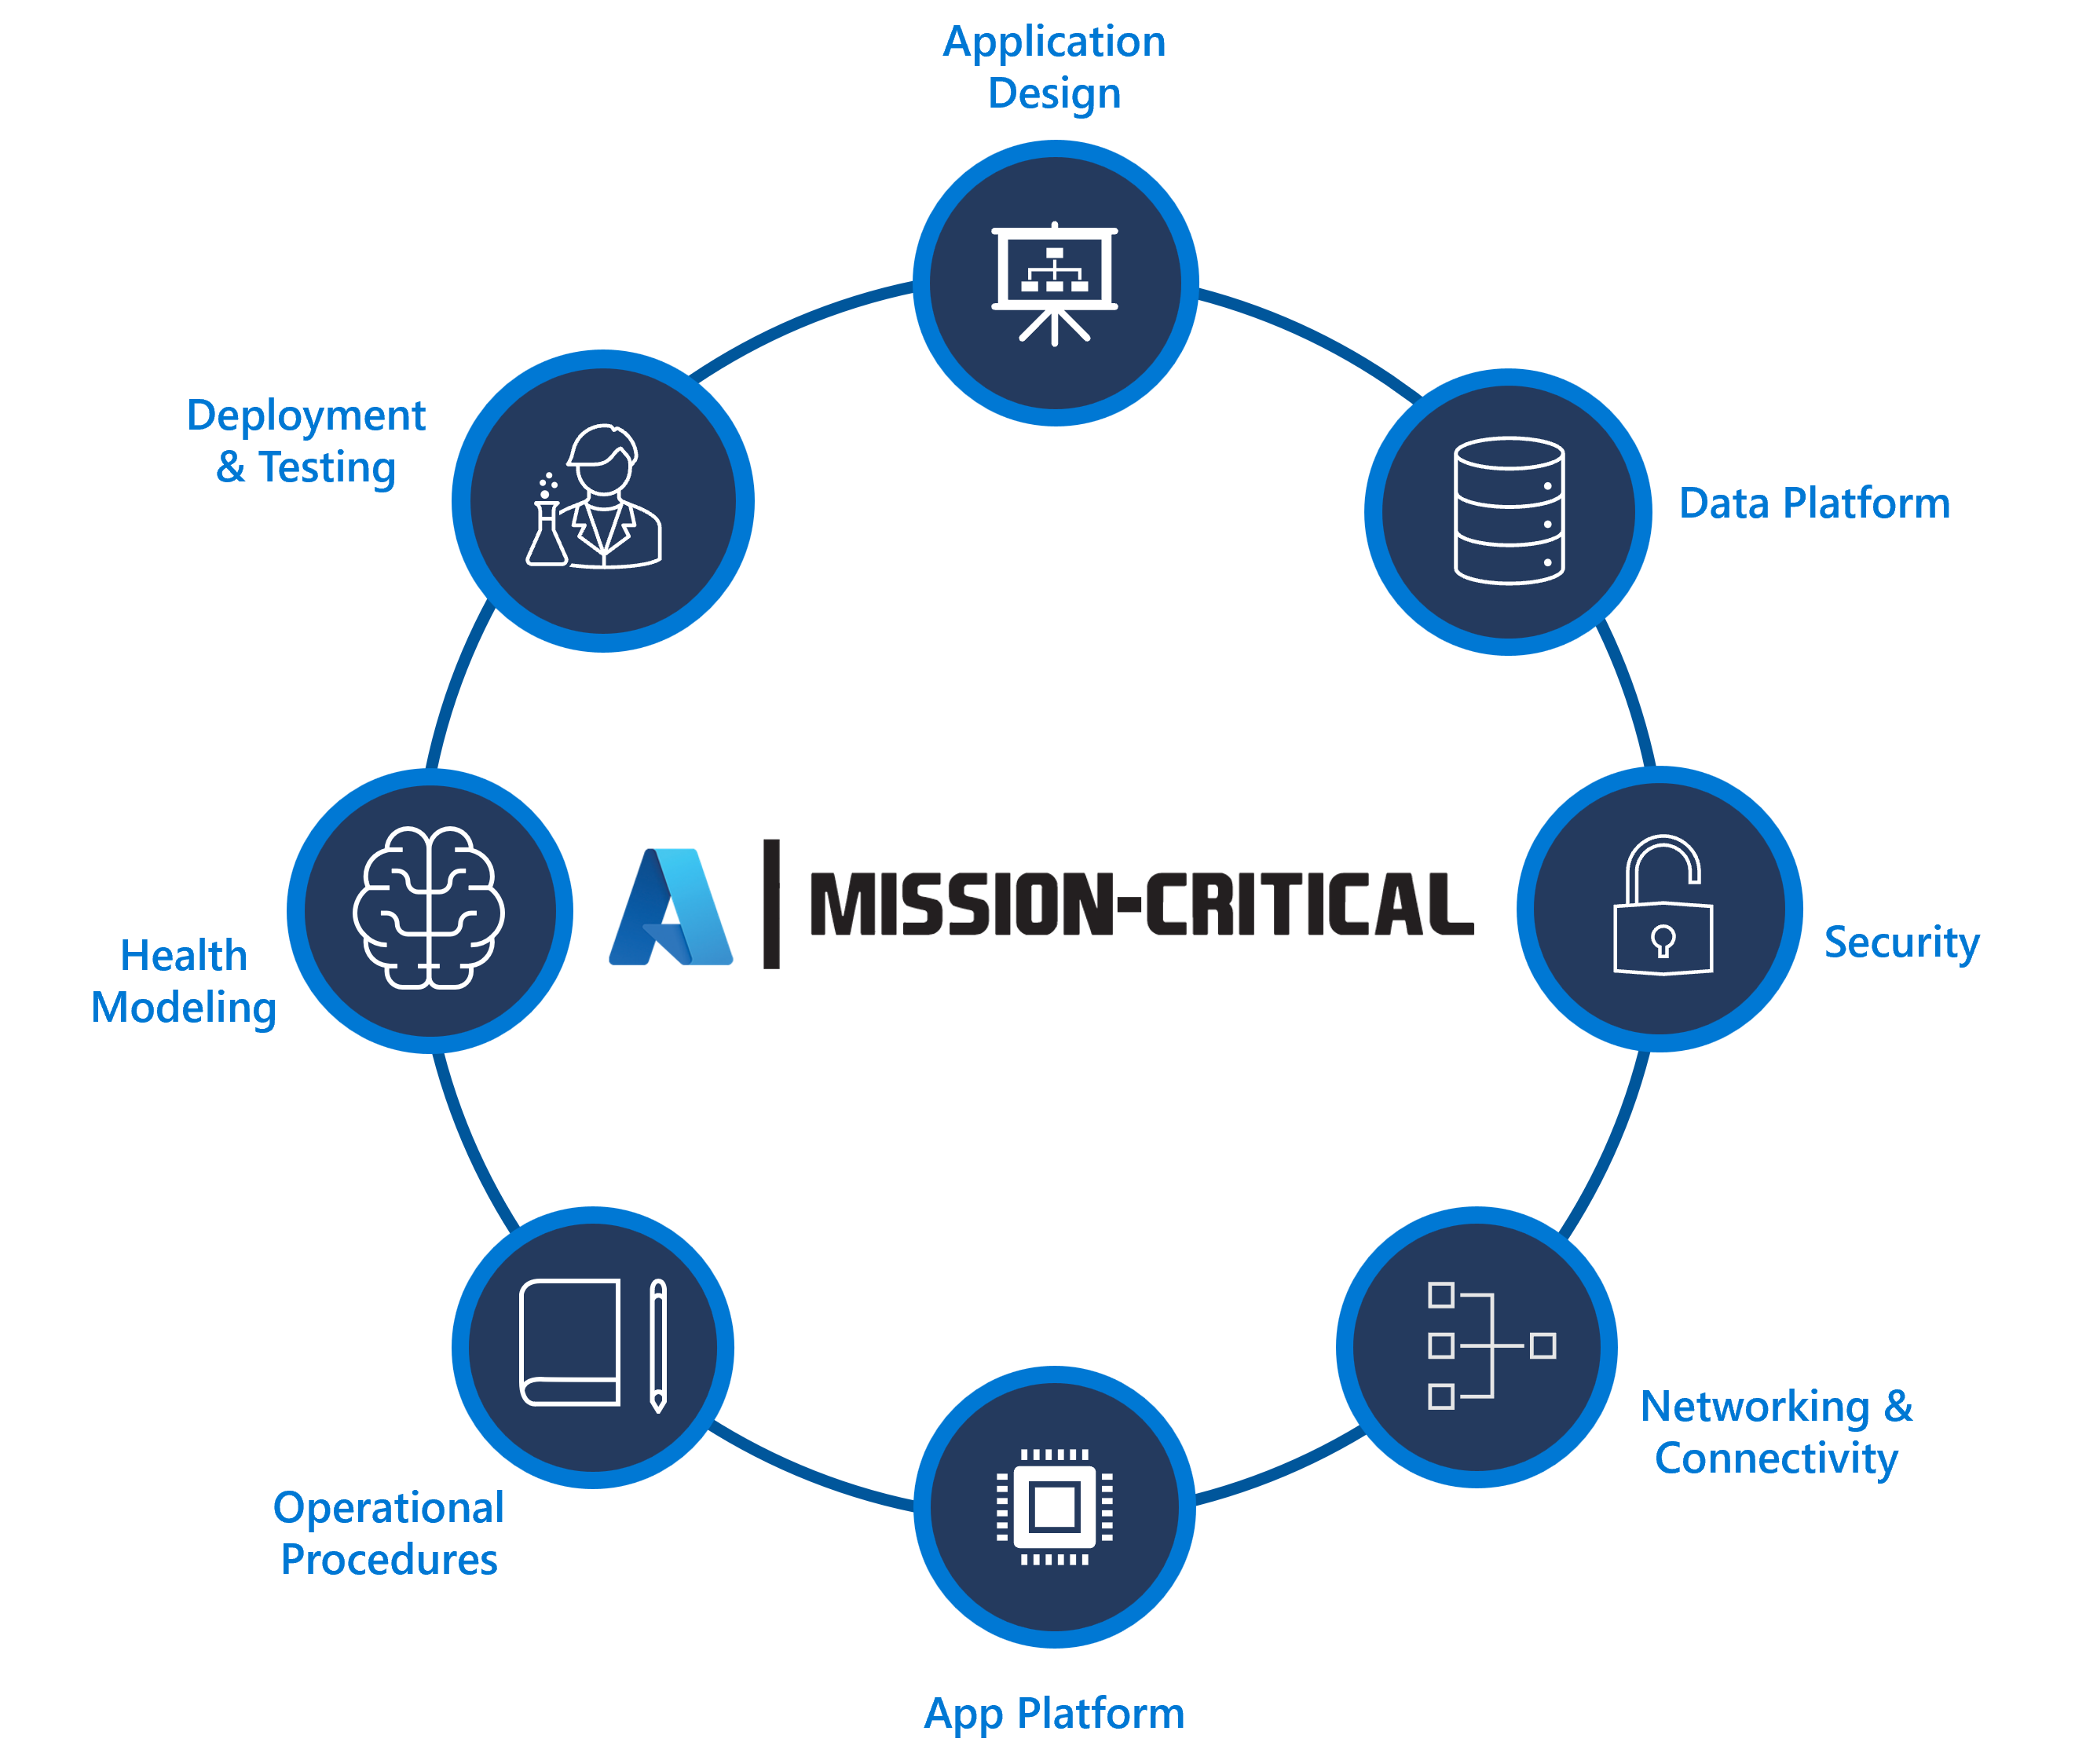 Application
Design
Deployment
& Testing
Data Platform
MISSION-CRITICAL
Security
Health
Modeling
Networking &
Connectivity
Operational
Procedures
App Platform